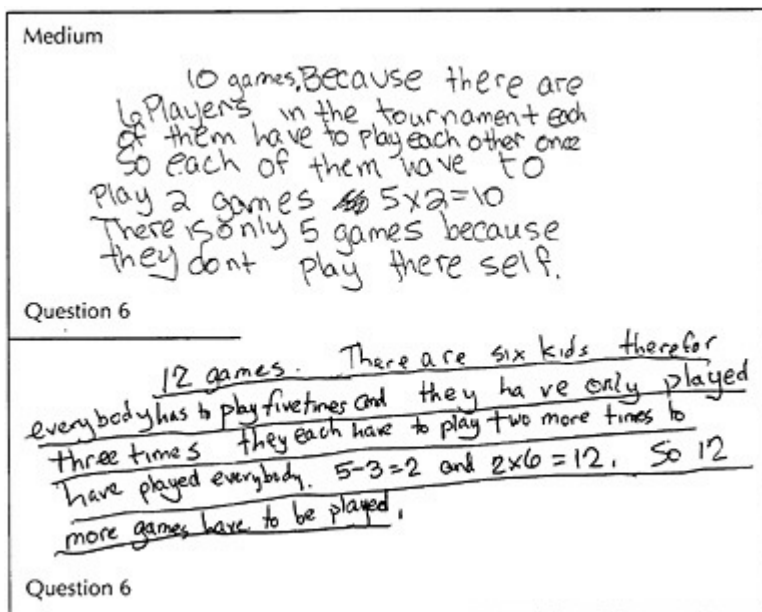 Medium
10 games. Because there are
6 Players in the tournament each
of them have to play each other once
So each of them have to
Play 2 games 5x2=10
There is only 5 games because
they dont play there self.
Question 6
12 games. There are six kids therefor
everybody has to play five times and they have only played
three times they each have to play two more times to
have played everybody. 5-3=2 and 2x6=12. So 12
more games have to be played.
Question 6